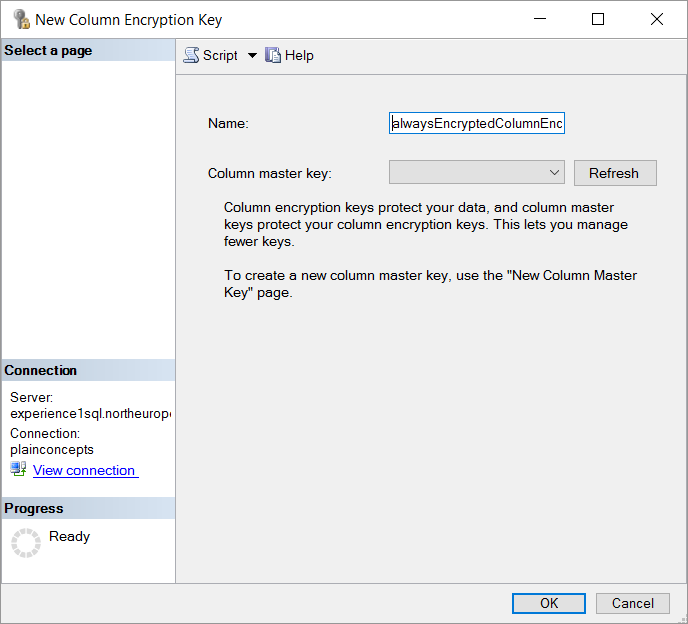 New Column Encryption Key
Select a page
Script
Help
Name:
alwaysEncryptedColumnEnc
Column master key:
Refresh
Column encryption keys protect your data, and column master
keys protect your column encryption keys. This lets you manage
fewer keys.
To create a new column master key, use the "New Column Master
Key" page.
Connection
Server:
experience1sql.northeurope
Connection:
plainconcepts
View connection
Progress
Ready
OK
Cancel